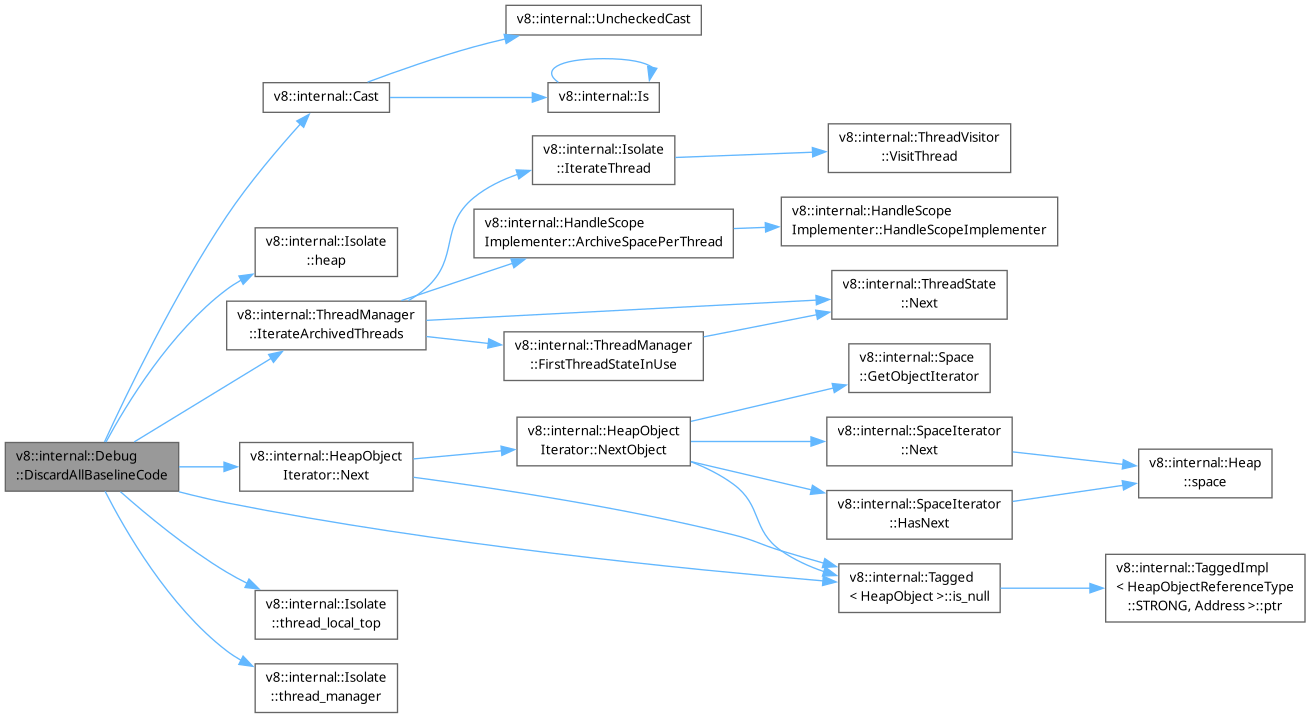 v8::internal::UncheckedCast
v8::internal::Cast
v8::internal::Is
v8::internal::ThreadVisitor
::VisitThread
v8::internal::Isolate
::IterateThread
v8::internal::HandleScope
Implementer::HandleScopeImplementer
v8::internal::HandleScope
Implementer::ArchiveSpacePerThread
v8::internal::Isolate
::heap
v8::internal::ThreadState
::Next
v8::internal::ThreadManager
::IterateArchivedThreads
v8::internal::ThreadManager
::FirstThreadStateInUse
v8::internal::Space
::GetObjectIterator
v8::internal::HeapObject
Iterator::NextObject
v8::internal::SpaceIterator
::Next
v8::internal::Debug
::DiscardAllBaselineCode
v8::internal::HeapObject
Iterator::Next
v8::internal::Heap
::space
v8::internal::SpaceIterator
::HasNext
v8::internal::Tagged
< HeapObject >::is_null
v8::internal::TaggedImpl
< HeapObjectReferenceType
::STRONG, Address >::ptr
v8::internal::Isolate
::thread_local_top
v8::internal::Isolate
::thread_manager